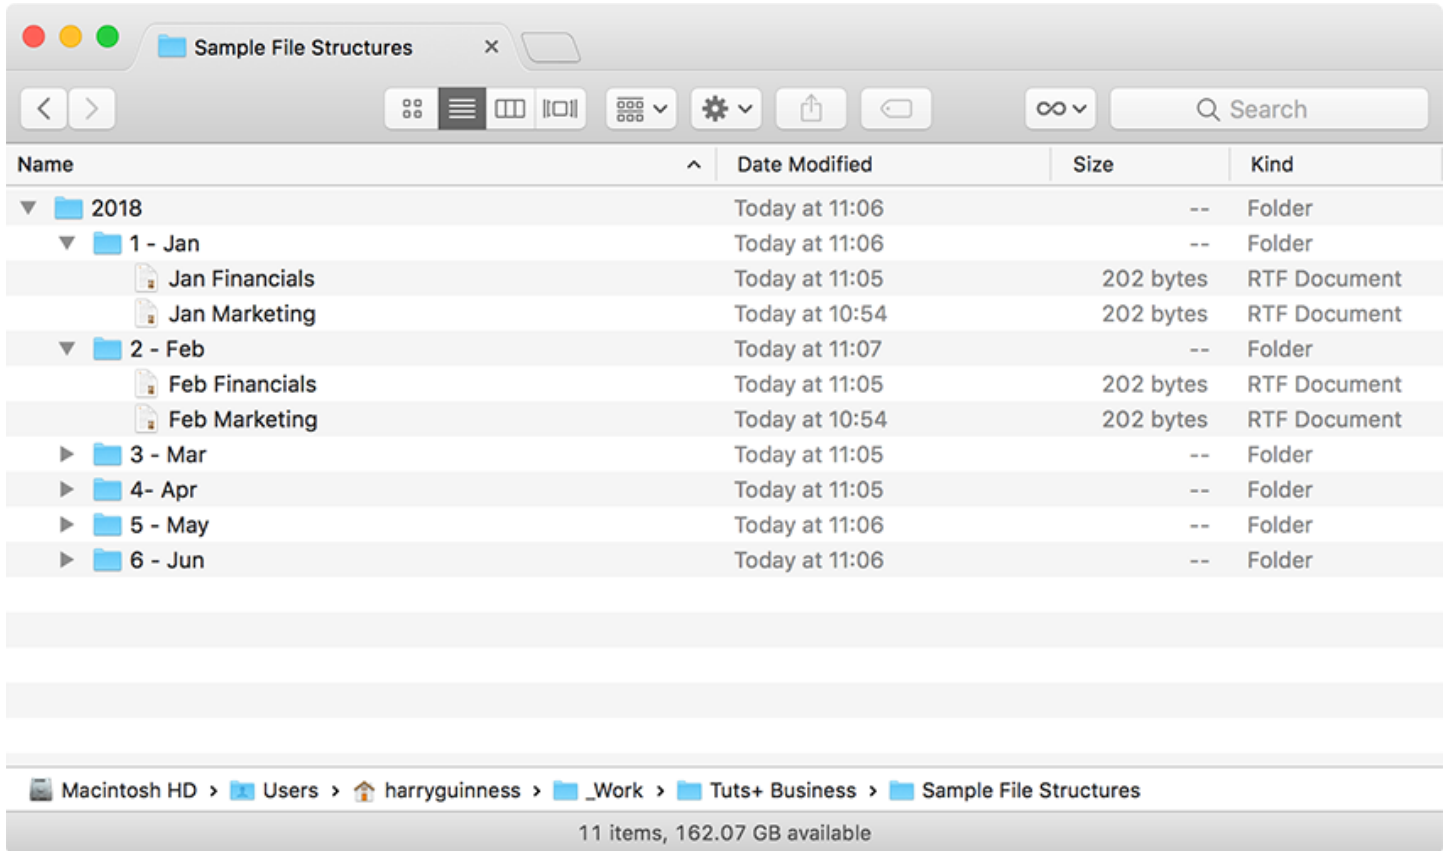 Sample File Structures
Search
Name Date Modified Size Kind
2018 Today at 11:06 -- Folder
1 - Jan Today at 11:06 -- Folder
Jan Financials Today at 11:05 202 bytes RTF Document
Jan Marketing Today at 10:54 202 bytes RTF Document
2 - Feb Today at 11:07 -- Folder
Feb Financials Today at 11:05 202 bytes RTF Document
Feb Marketing Today at 10:54 202 bytes RTF Document
3 - Mar Today at 11:05 -- Folder
4- Apr Today at 11:05 -- Folder
5 - May Today at 11:06 -- Folder
6 - Jun Today at 11:06 -- Folder
Macintosh HD › Users › harryguinness › _Work › Tuts+ Business › Sample File Structures
11 items, 162.07 GB available